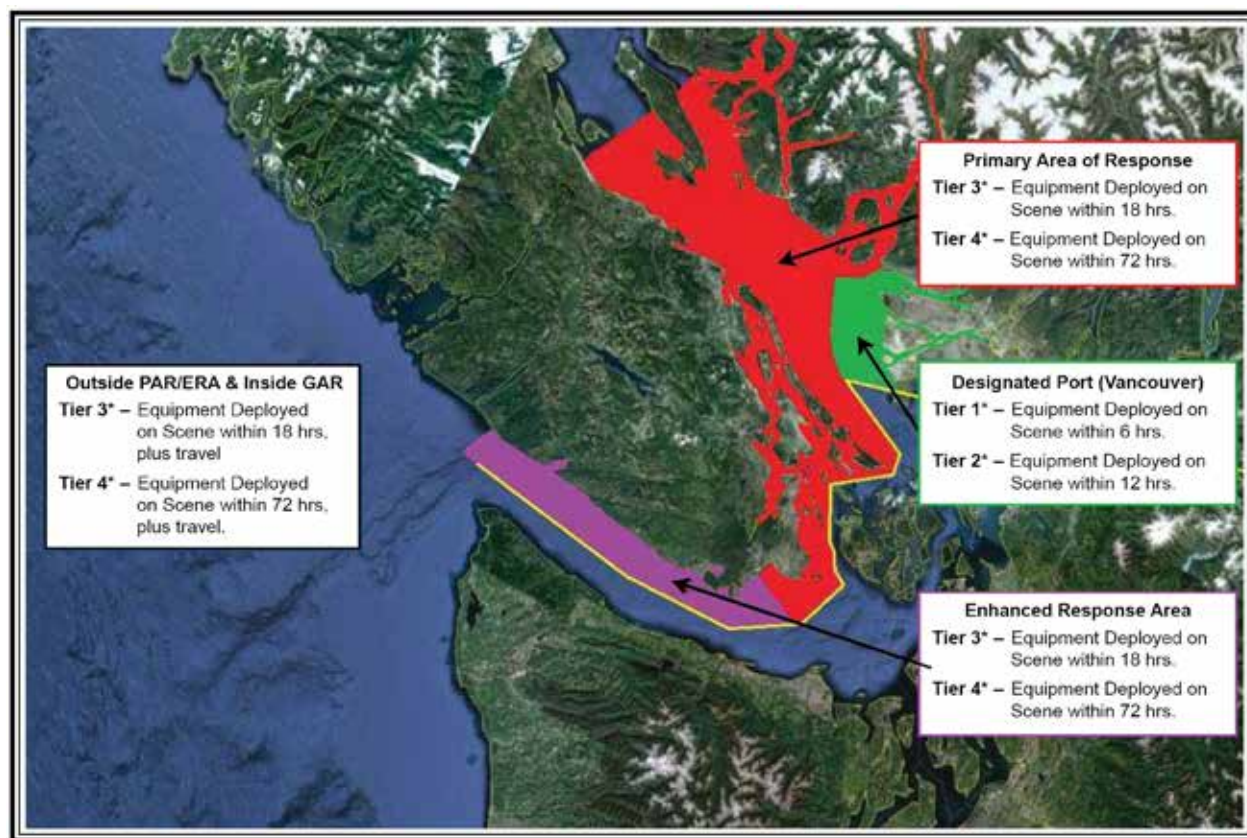 Primary Area of Response
Tier 3* – Equipment Deployed on
Scene within 18 hrs.
Tier 4* – Equipment Deployed on
Scene within 72 hrs.
Outside PAR/ERA & Inside GAR
Tier 3* – Equipment Deployed
on Scene within 18 hrs,
plus travel
Tier 4* – Equipment Deployed
on Scene within 72 hrs,
plus travel.
Designated Port (Vancouver)
Tier 1* – Equipment Deployed on
Scene within 6 hrs.
Tier 2* – Equipment Deployed on
Scene within 12 hrs.
Enhanced Response Area
Tier 3* – Equipment Deployed on
Scene within 18 hrs.
Tier 4* – Equipment Deployed on
Scene within 72 hrs.